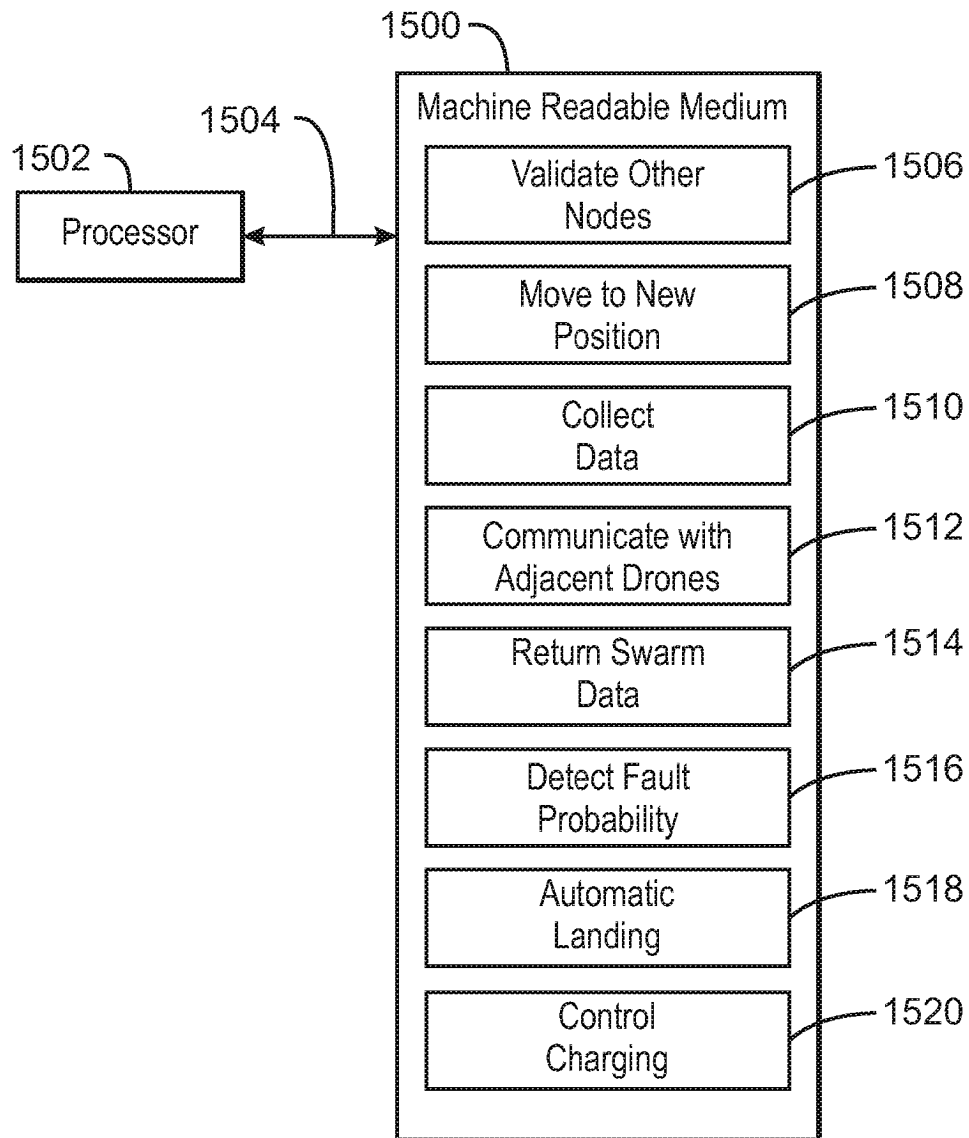 1500
Machine Readable Medium
1504
1502
Processor
Validate Other
Nodes
1506
Move to New
Position
1508
Collect
Data
1510
Communicate with
Adjacent Drones
1512
Return Swarm
Data
1514
Detect Fault
Probability
1516
Automatic
Landing
1518
Control
Charging
1520